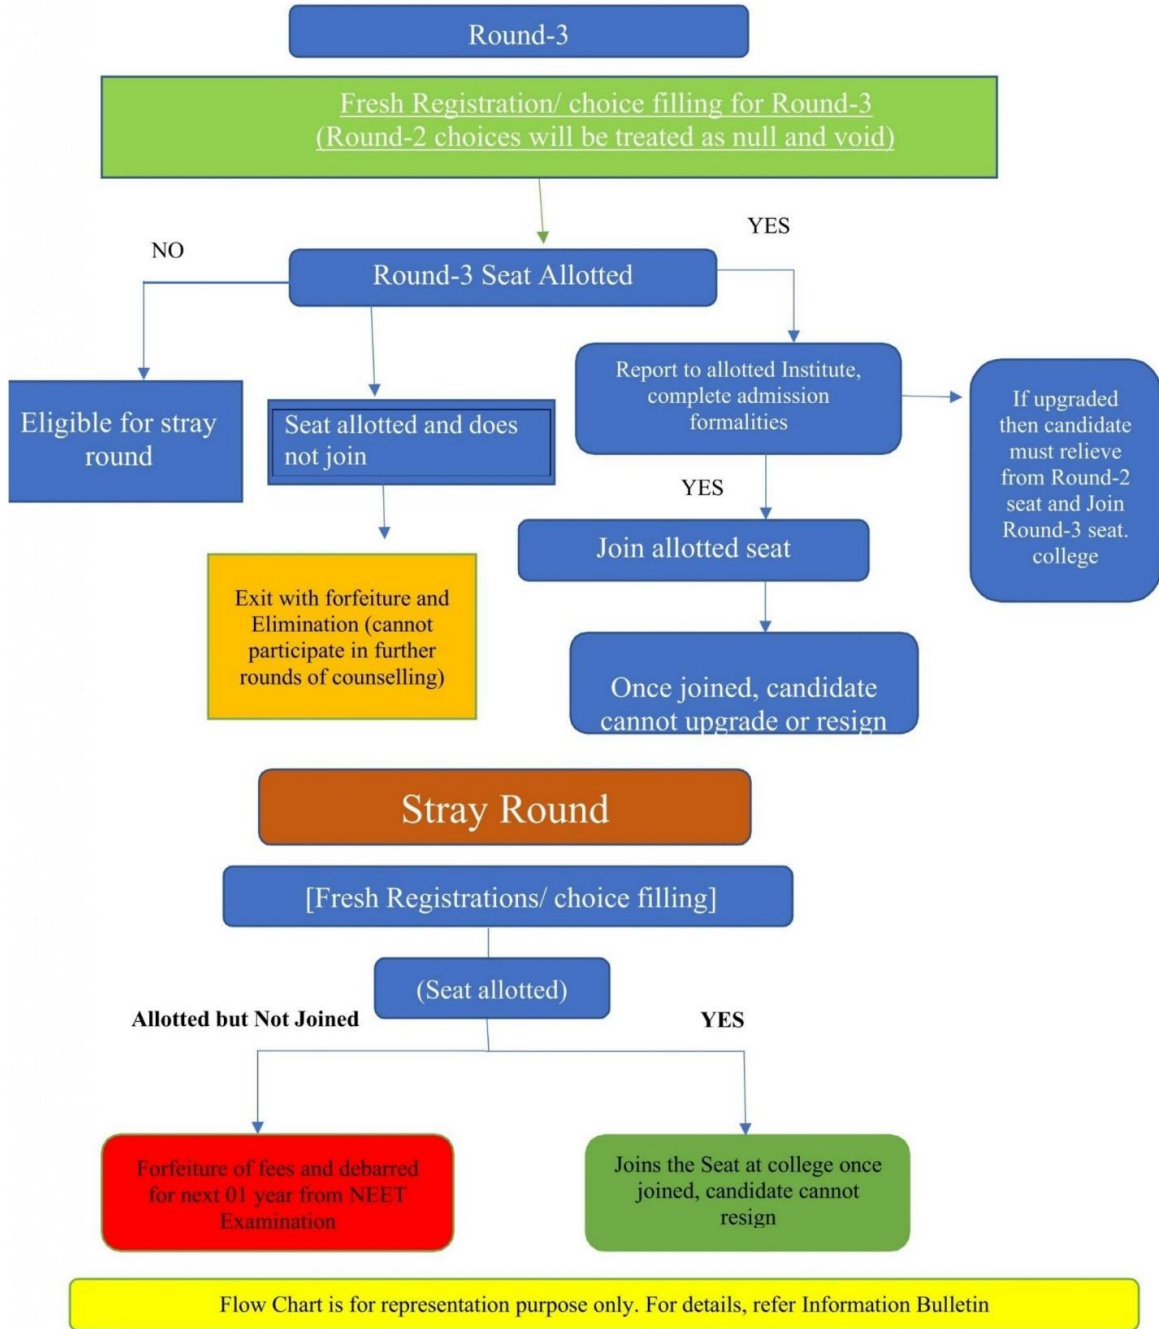 Round-3
Fresh Registration/ choice filling for Round-3
(Round-2 choices will be treated as null and void)
NO
YES
Round-3 Seat Allotted
Eligible for stray
round
Seat allotted and does
not join
Report to allotted Institute,
complete admission
formalities
If upgraded
then candidate
must relieve
from Round-2
seat and Join
Round-3 seat.
college
YES
Join allotted seat
Exit with forfeiture and
Elimination (cannot
participate in further
rounds of counselling)
Once joined, candidate
cannot upgrade or resign
Stray Round
[Fresh Registrations/ choice filling]
(Seat allotted)
Allotted but Not Joined
YES
Forfeiture of fees and debarred
for next 01 year from NEET
Examination
Joins the Seat at college once
joined, candidate cannot
resign
Flow Chart is for representation purpose only. For details, refer Information Bulletin